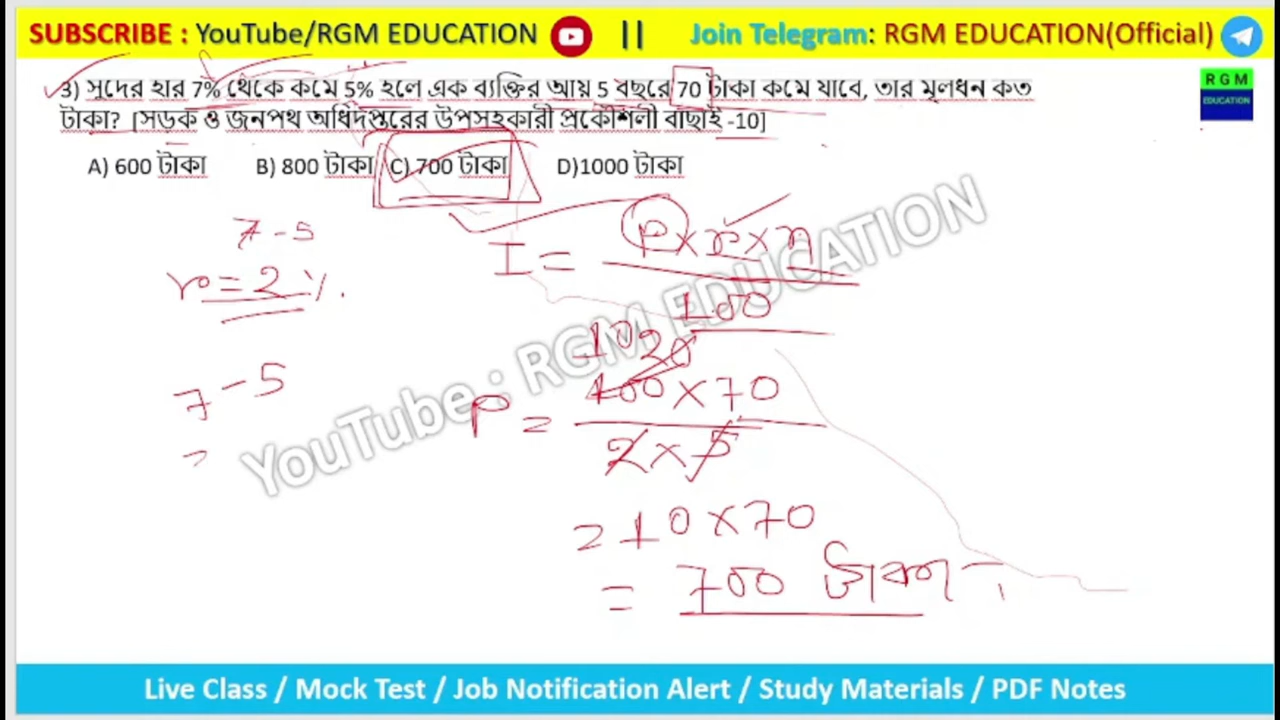 SUBSCRIBE : YouTube/RGM EDUCATION || Join Telegram: RGM EDUCATION(Official)
RGM
EDUCATION
3) সুদের হার 7% থেকে কমে 5% হলে এক ব্যক্তির আয় 5 বছরে 70 টাকা কমে যাবে, তার মূলধন কত
টাকা? [সড়ক ও জনপথ অধিদপ্তরের উপসহকারী প্রকৌশলী বাছাই -10]
A) 600 টাকা B) 800 টাকা C) 700 টাকা D)1000 টাকা
7-5
r = 2%.
I = P×r×n
100
7-5
10 20
P = 100×70
2×5
= 10×70
= 700 টাকা
YouTube : RGM EDUCATION
Live Class / Mock Test / Job Notification Alert / Study Materials / PDF Notes